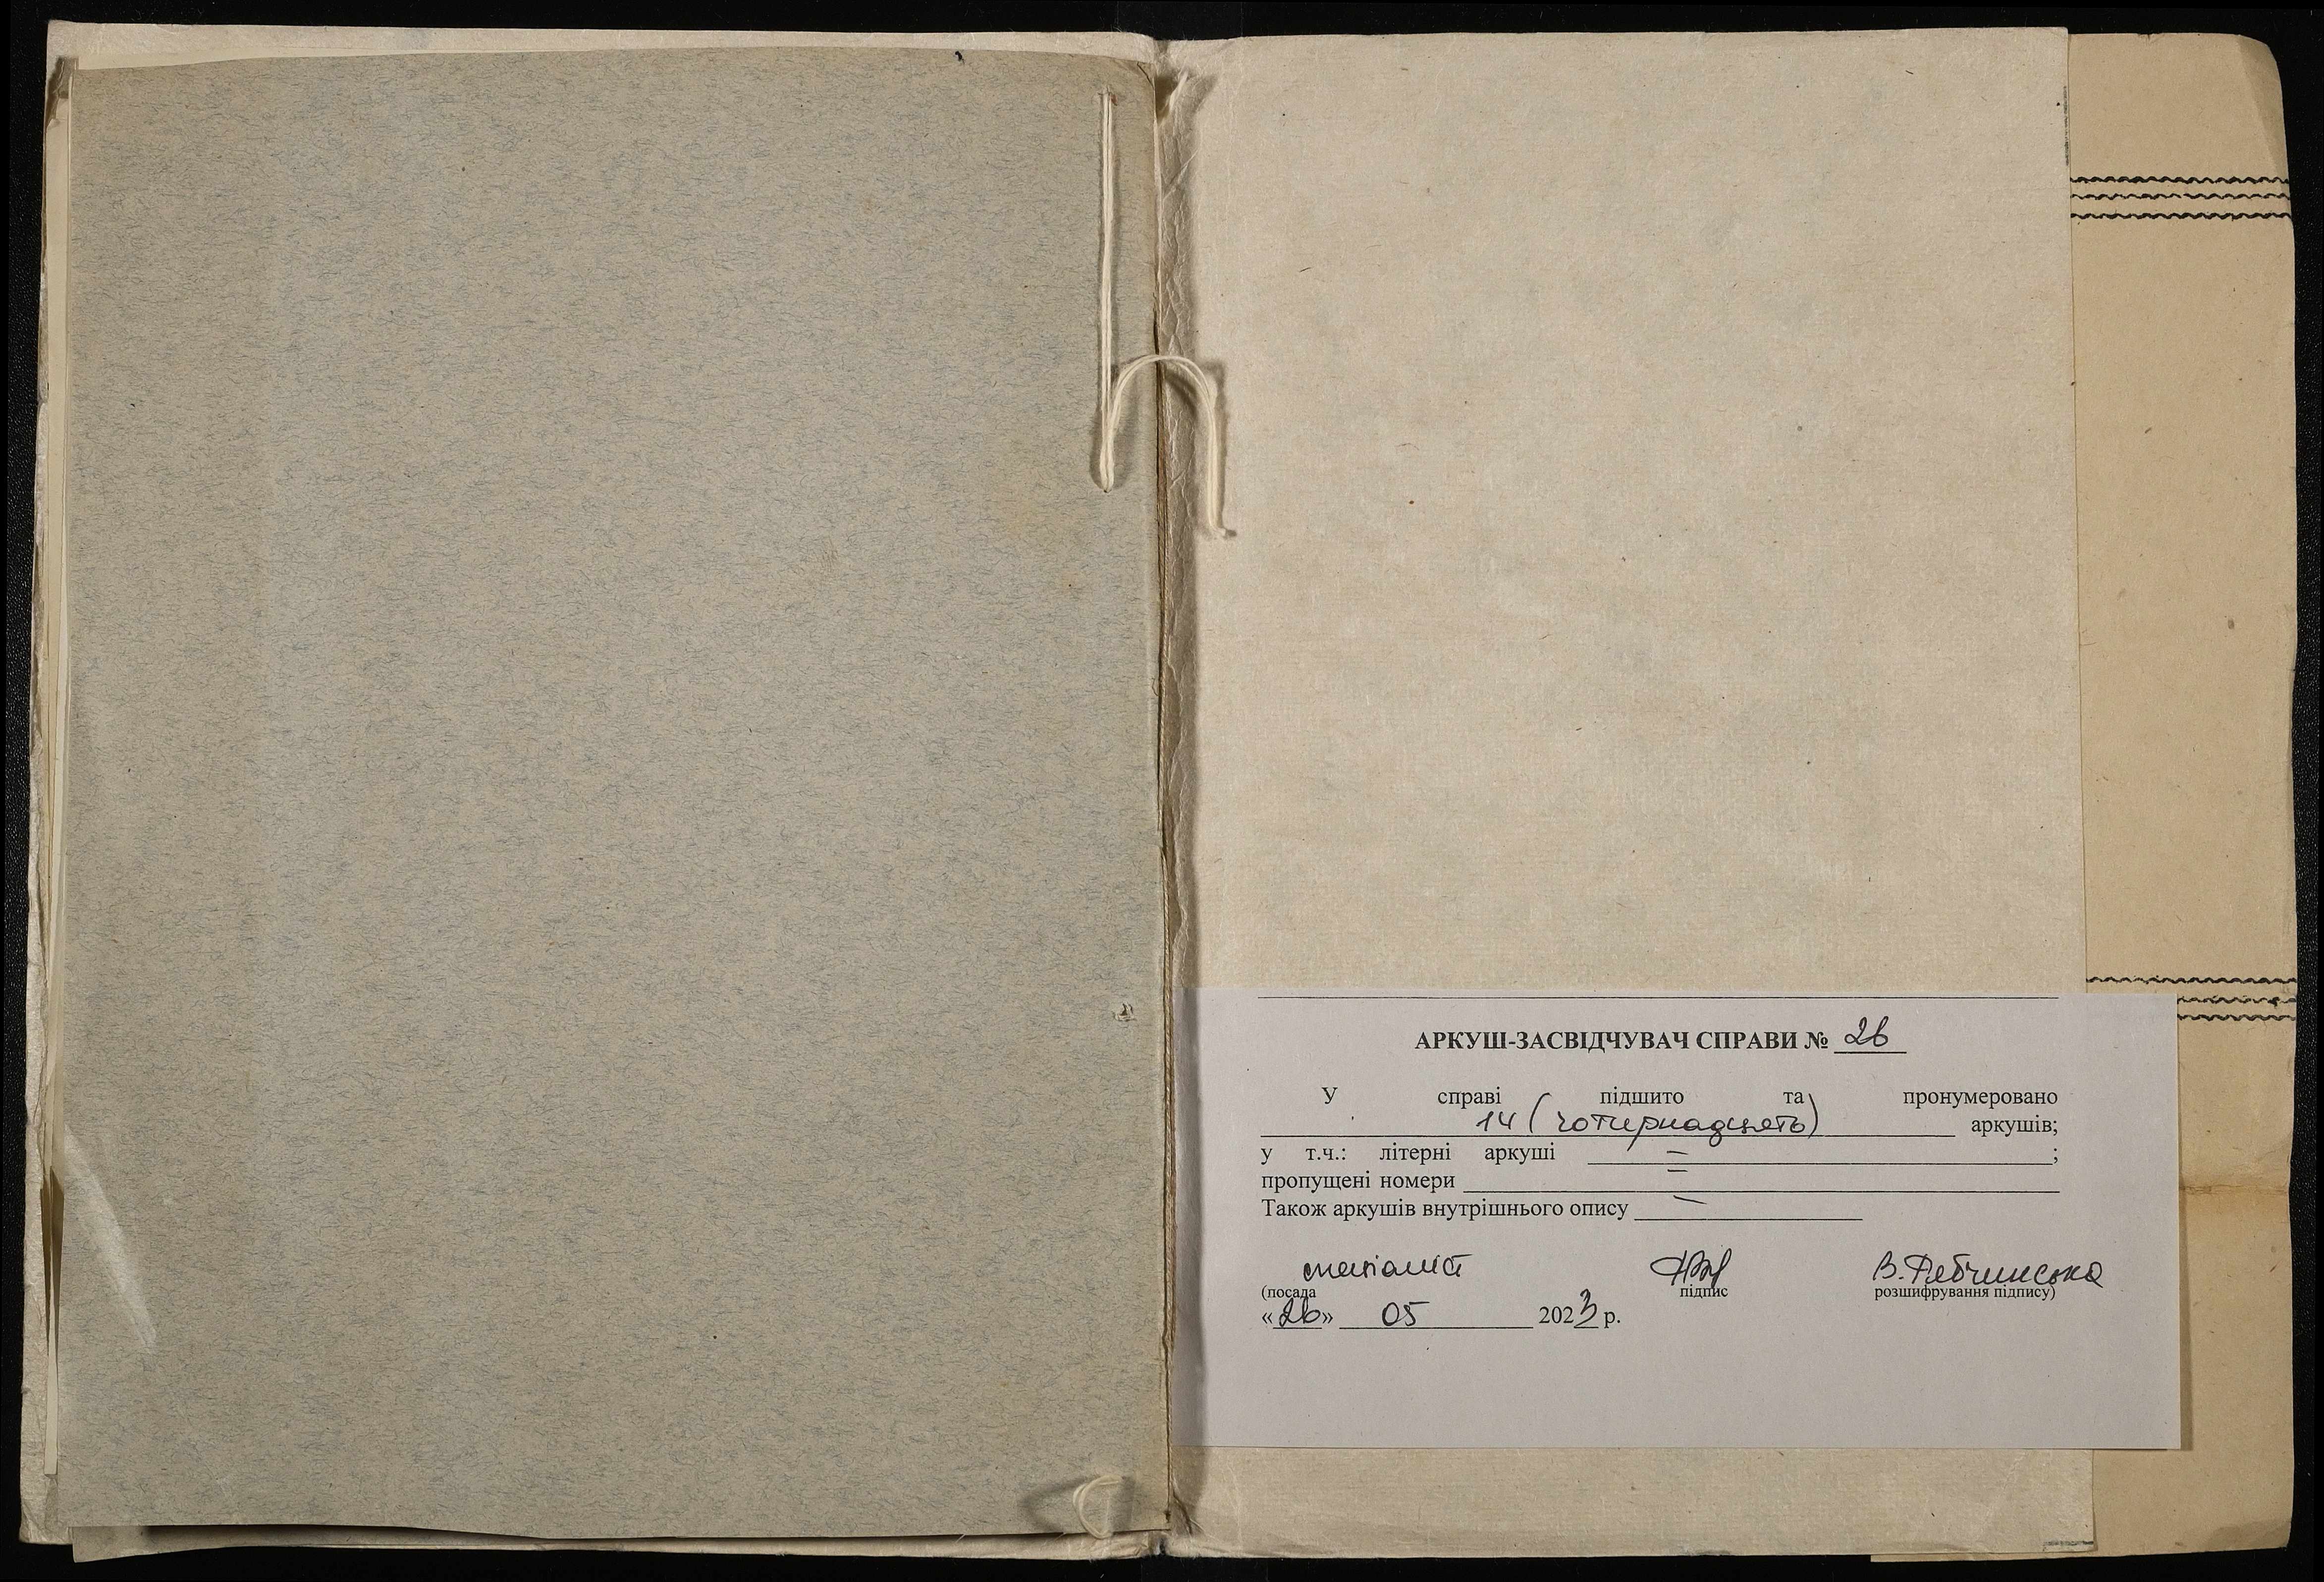 АРКУШ-ЗАСВІДЧУВАЧ СПРАВИ № 26
У справі підшито та пронумеровано
14 (чотирнадцять) аркушів;
у т.ч.: літерні аркуші =;
пропущені номери =
Також аркушів внутрішнього опису –
спеціаліст В. Рябчинська
(посада підпис розшифрування підпису)
«26» 05 2023 р.